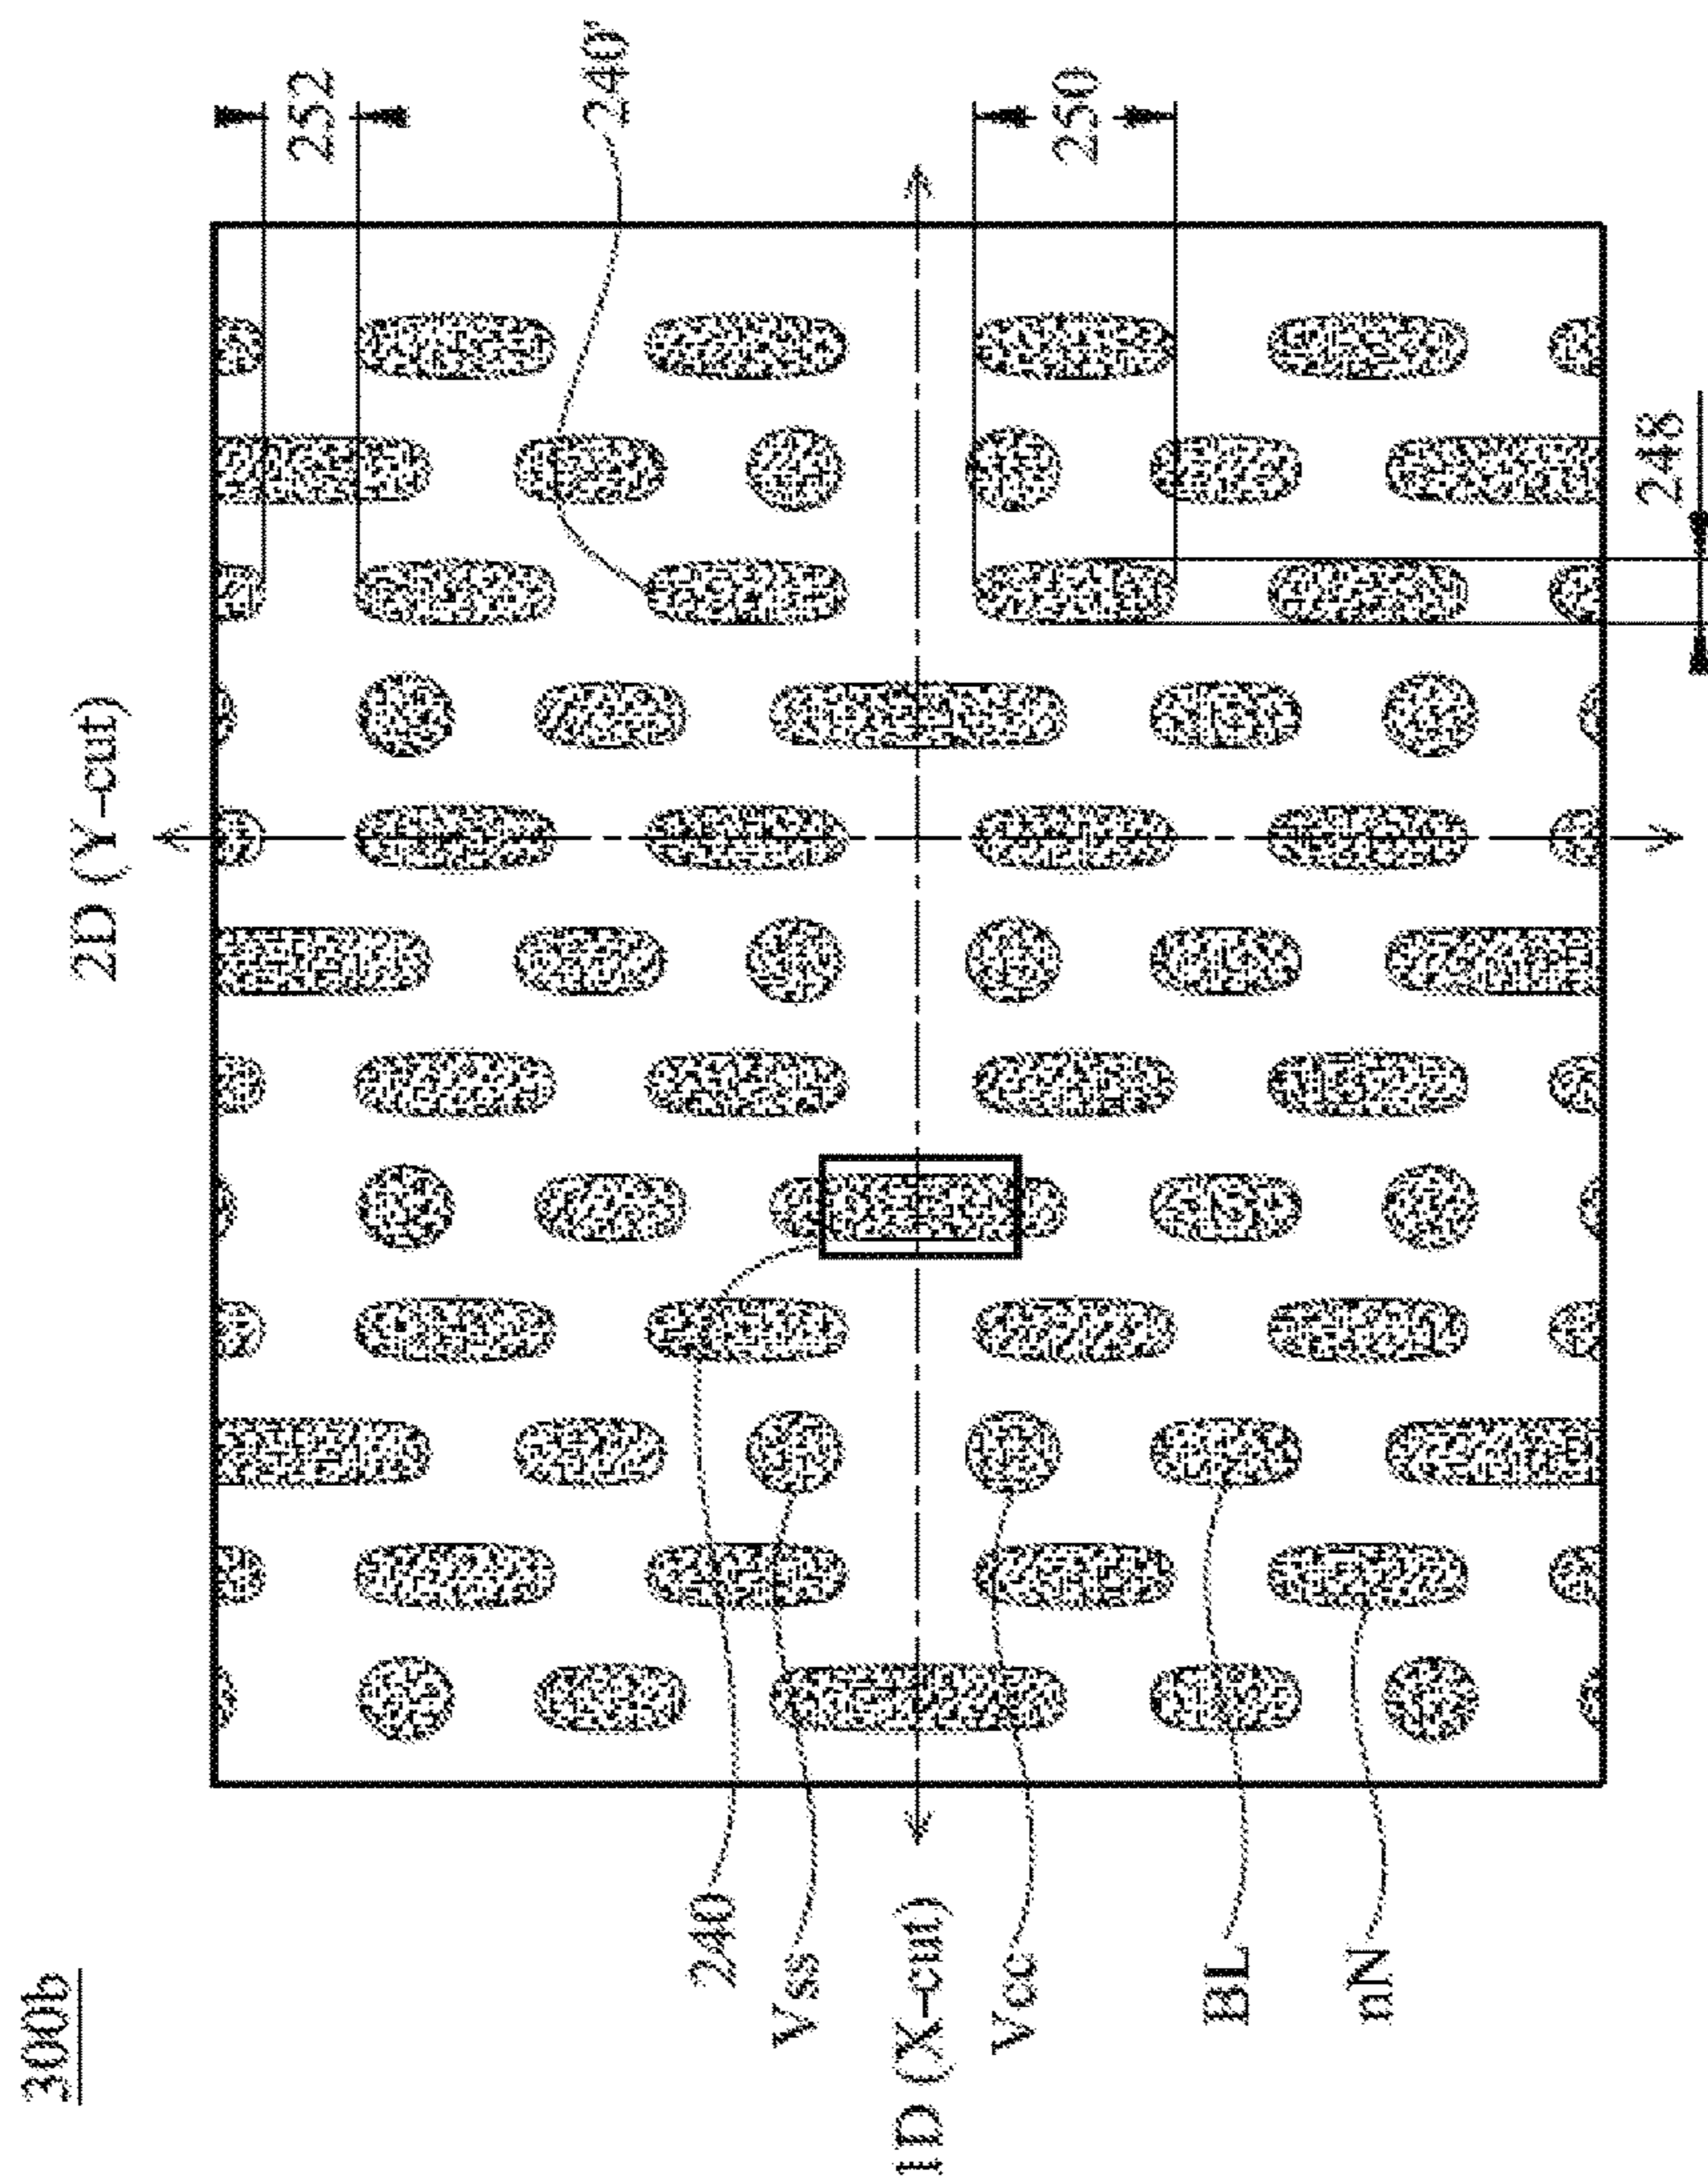 300b
2D (Y-cut)
252
240'
250
248
240
Vss
1D (X-cut)
Vcc
BL
nN